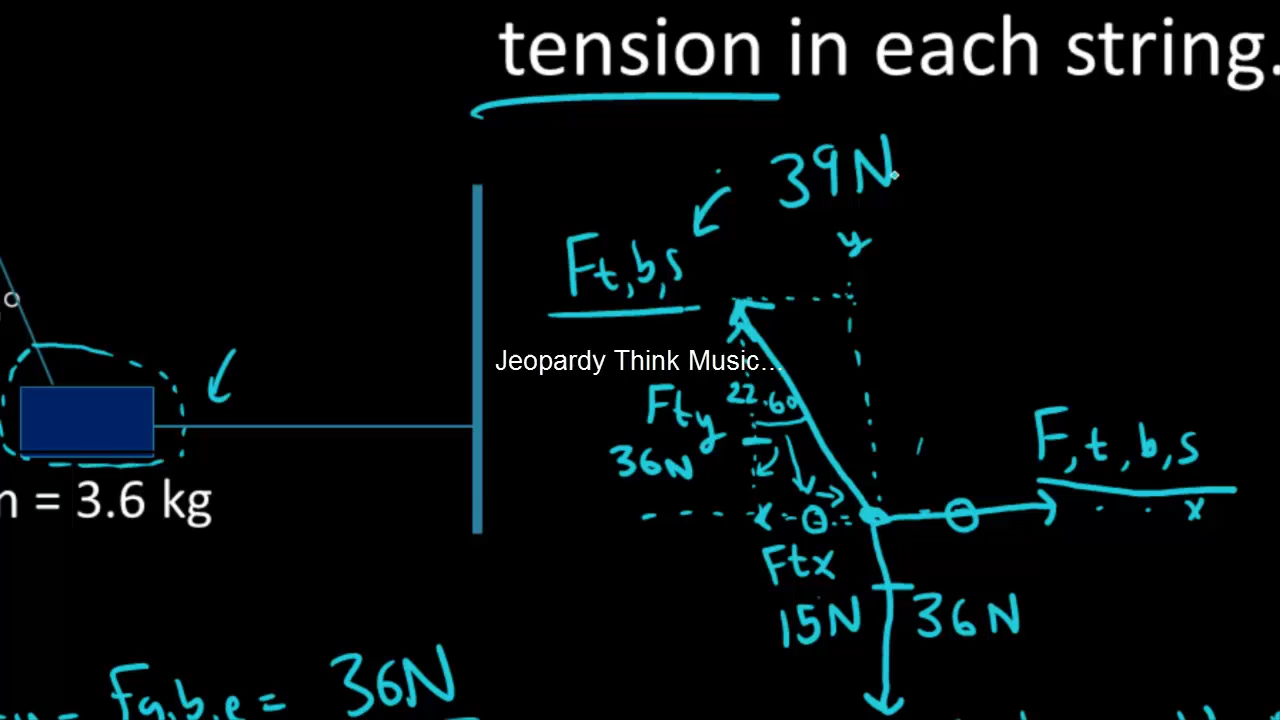 tension in each string.
39N
y
Ft,b,s
Jeopardy Think Music...
22.60
Fty
36N
F,t,b,s
x
= 3.6 kg
Ftx
15N
36N
Fg,b,e = 36N